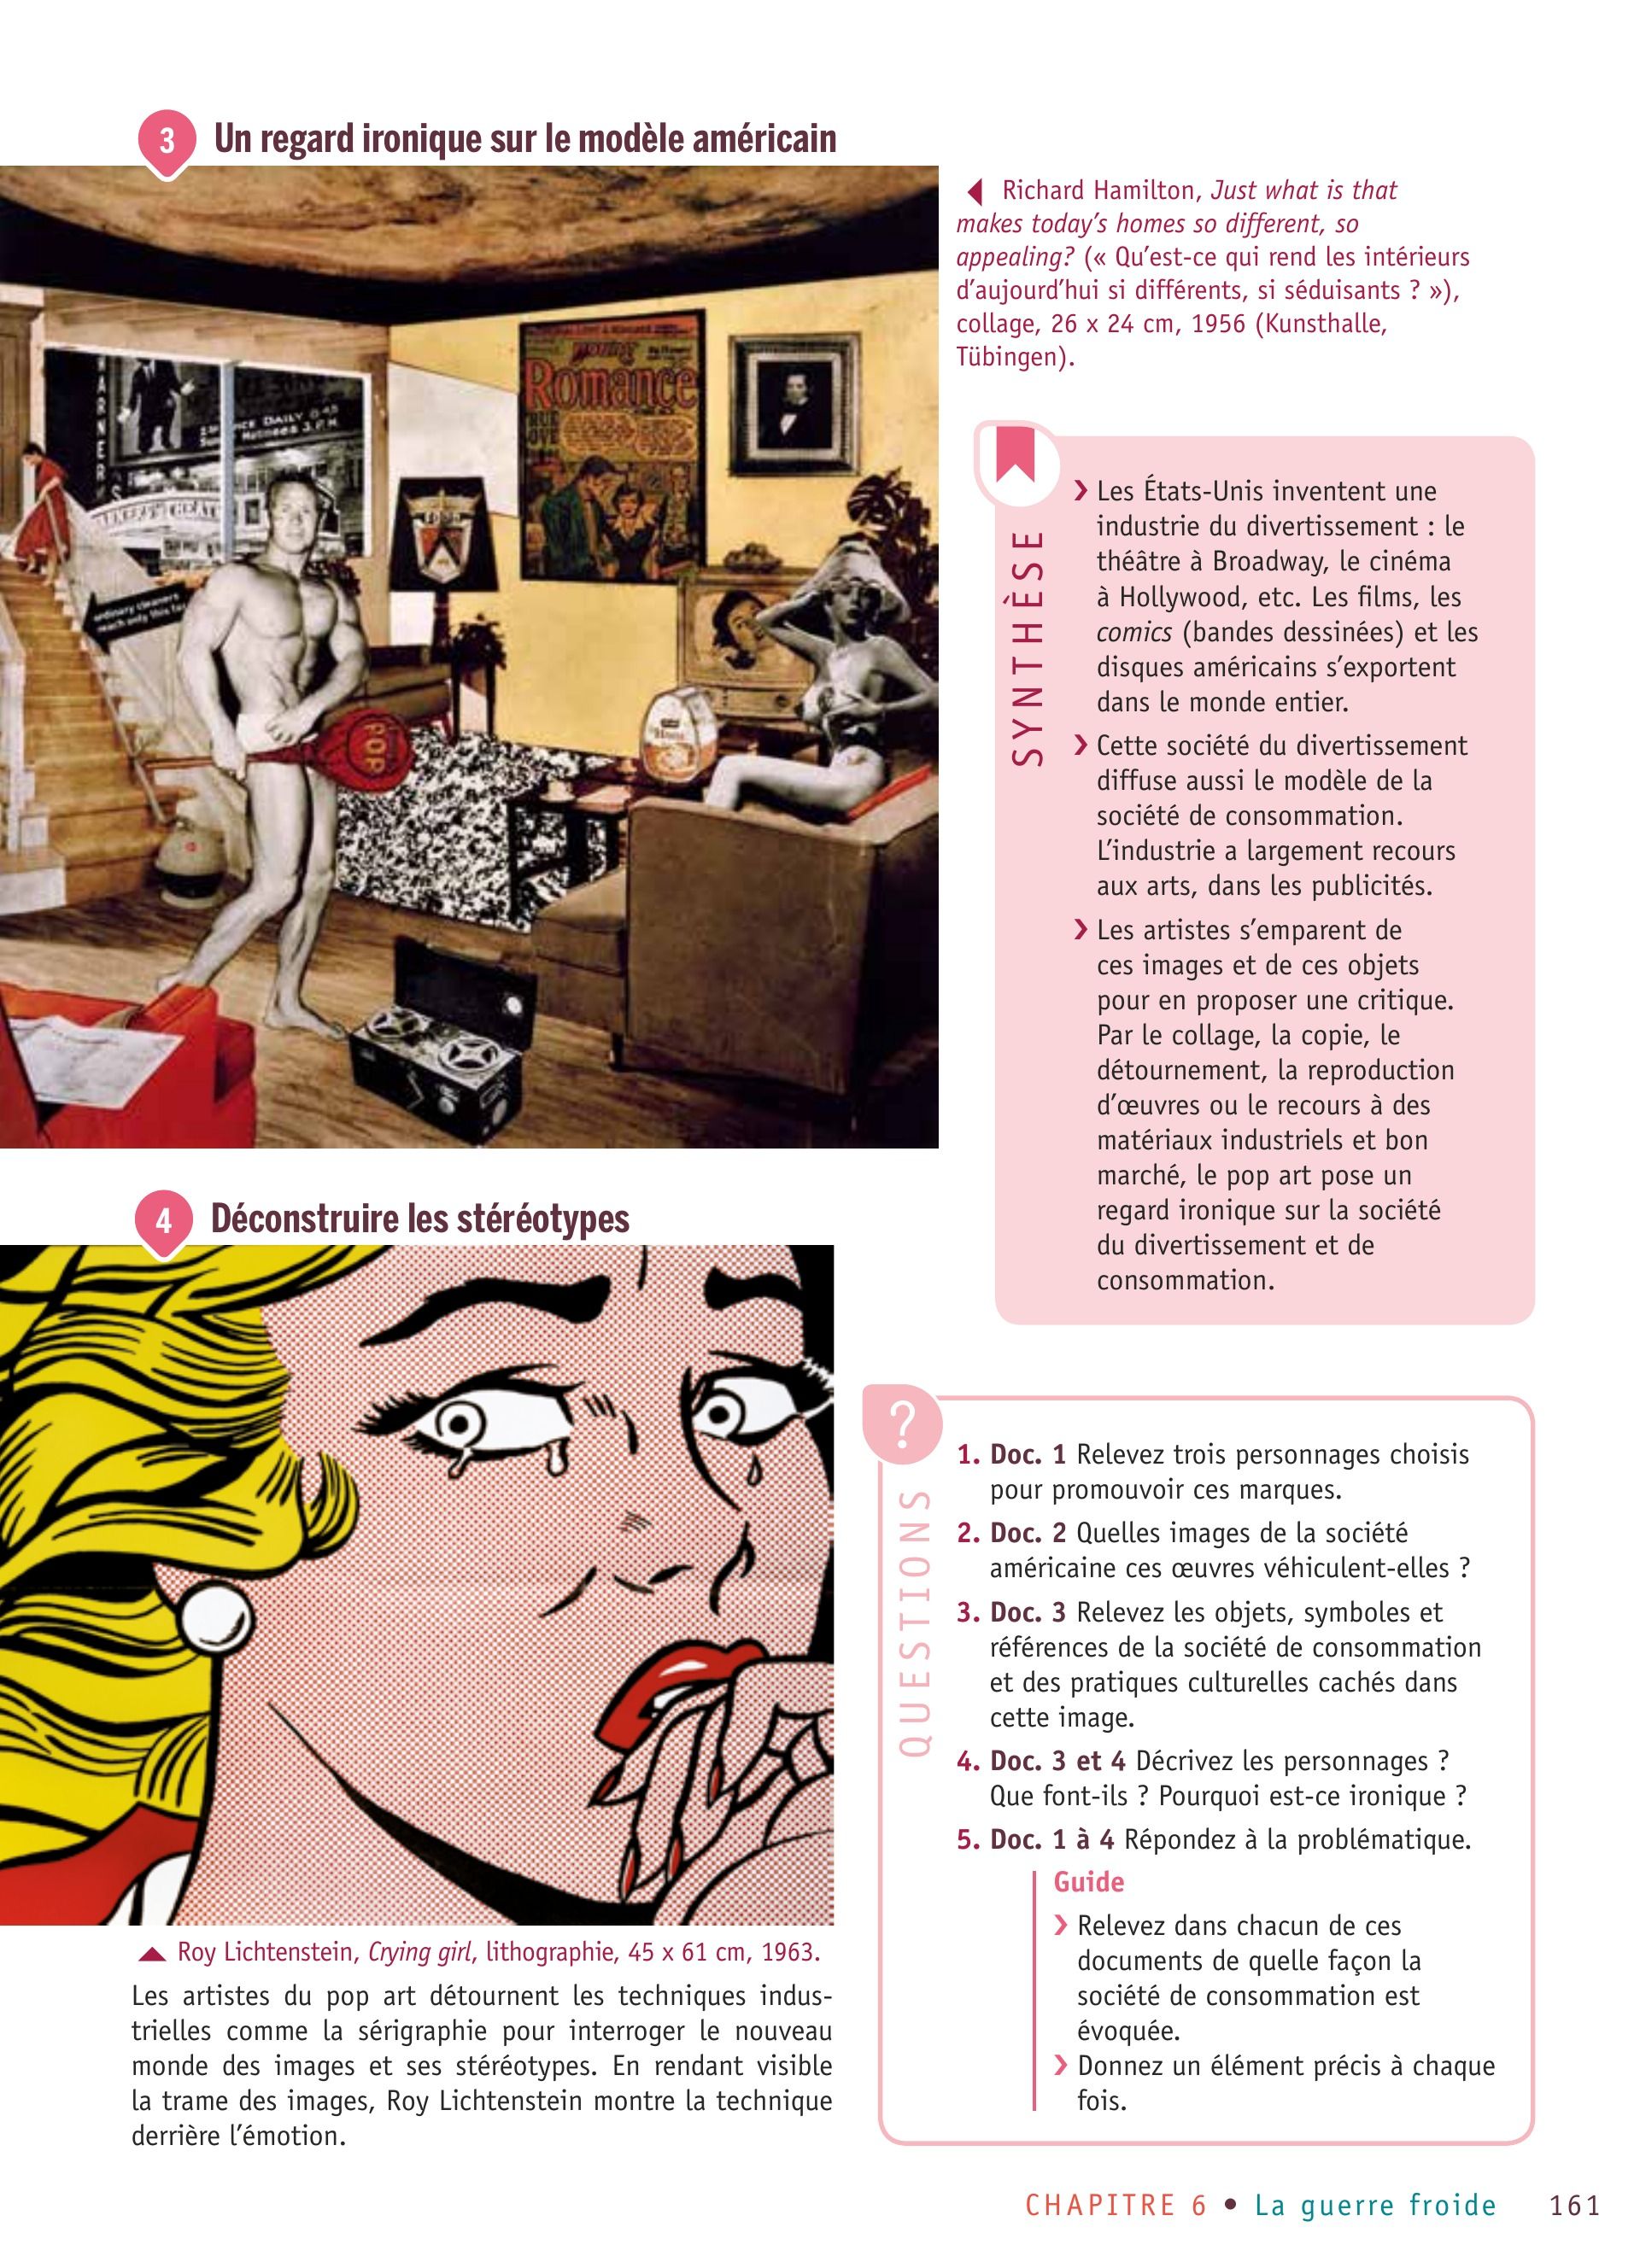 3 Un regard ironique sur le modèle américain
◀ Richard Hamilton, Just what is that
makes today's homes so different, so
appealing? (« Qu'est-ce qui rend les intérieurs
d'aujourd'hui si différents, si séduisants ? »),
collage, 26 x 24 cm, 1956 (Kunsthalle,
Tübingen).
WARNER'S
DAILY
3 P.M.
ordinary cleaners
reach only this far
YOUNG
Romance
TRUE
LOVE
POP
SYNTHÈSE
❯ Les États-Unis inventent une
industrie du divertissement : le
théâtre à Broadway, le cinéma
à Hollywood, etc. Les films, les
comics (bandes dessinées) et les
disques américains s'exportent
dans le monde entier.
❯ Cette société du divertissement
diffuse aussi le modèle de la
société de consommation.
L'industrie a largement recours
aux arts, dans les publicités.
❯ Les artistes s'emparent de
ces images et de ces objets
pour en proposer une critique.
Par le collage, la copie, le
détournement, la reproduction
d'œuvres ou le recours à des
matériaux industriels et bon
marché, le pop art pose un
regard ironique sur la société
du divertissement et de
consommation.
4 Déconstruire les stéréotypes
▲ Roy Lichtenstein, Crying girl, lithographie, 45 x 61 cm, 1963.
Les artistes du pop art détournent les techniques indus-
trielles comme la sérigraphie pour interroger le nouveau
monde des images et ses stéréotypes. En rendant visible
la trame des images, Roy Lichtenstein montre la technique
derrière l'émotion.
?
QUESTIONS
1. Doc. 1 Relevez trois personnages choisis
pour promouvoir ces marques.
2. Doc. 2 Quelles images de la société
américaine ces œuvres véhiculent-elles ?
3. Doc. 3 Relevez les objets, symboles et
références de la société de consommation
et des pratiques culturelles cachés dans
cette image.
4. Doc. 3 et 4 Décrivez les personnages ?
Que font-ils ? Pourquoi est-ce ironique ?
5. Doc. 1 à 4 Répondez à la problématique.
Guide
❯ Relevez dans chacun de ces
documents de quelle façon la
société de consommation est
évoquée.
❯ Donnez un élément précis à chaque
fois.
CHAPITRE 6 • La guerre froide 161